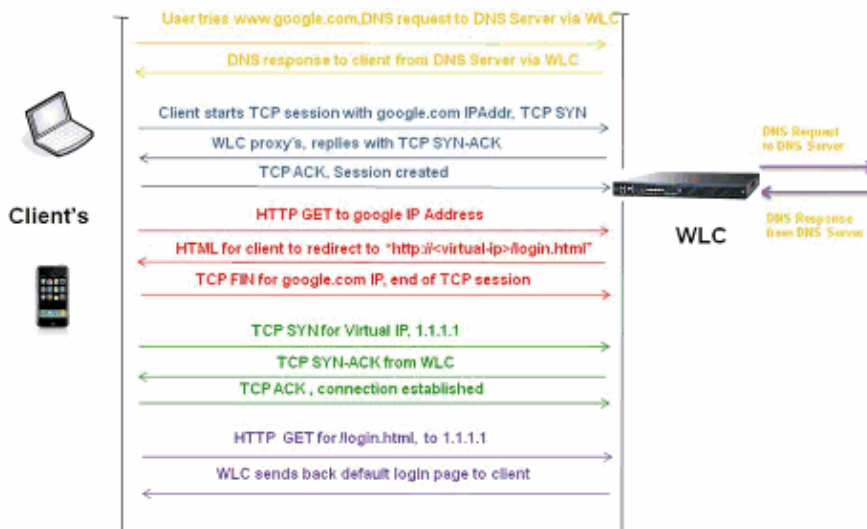 User tries www.google.com,DNS request to DNS Server via WLC
DNS response to client from DNS Server via WLC
Client starts TCP session with google.com IPAddr, TCP SYN
WLC proxy's, replies with TCP SYN-ACK
TCP ACK, Session created
HTTP GET to google IP Address
HTML for client to redirect to "http://<virtual-ip>/login.html"
TCP FIN for google.com IP, end of TCP session
TCP SYN for Virtual IP, 1.1.1.1
TCP SYN-ACK from WLC
TCP ACK , connection established
HTTP GET for /login.html, to 1.1.1.1
WLC sends back default login page to client
Client's
WLC
DNS Request
to DNS Server
DNS Response
from DNS Server